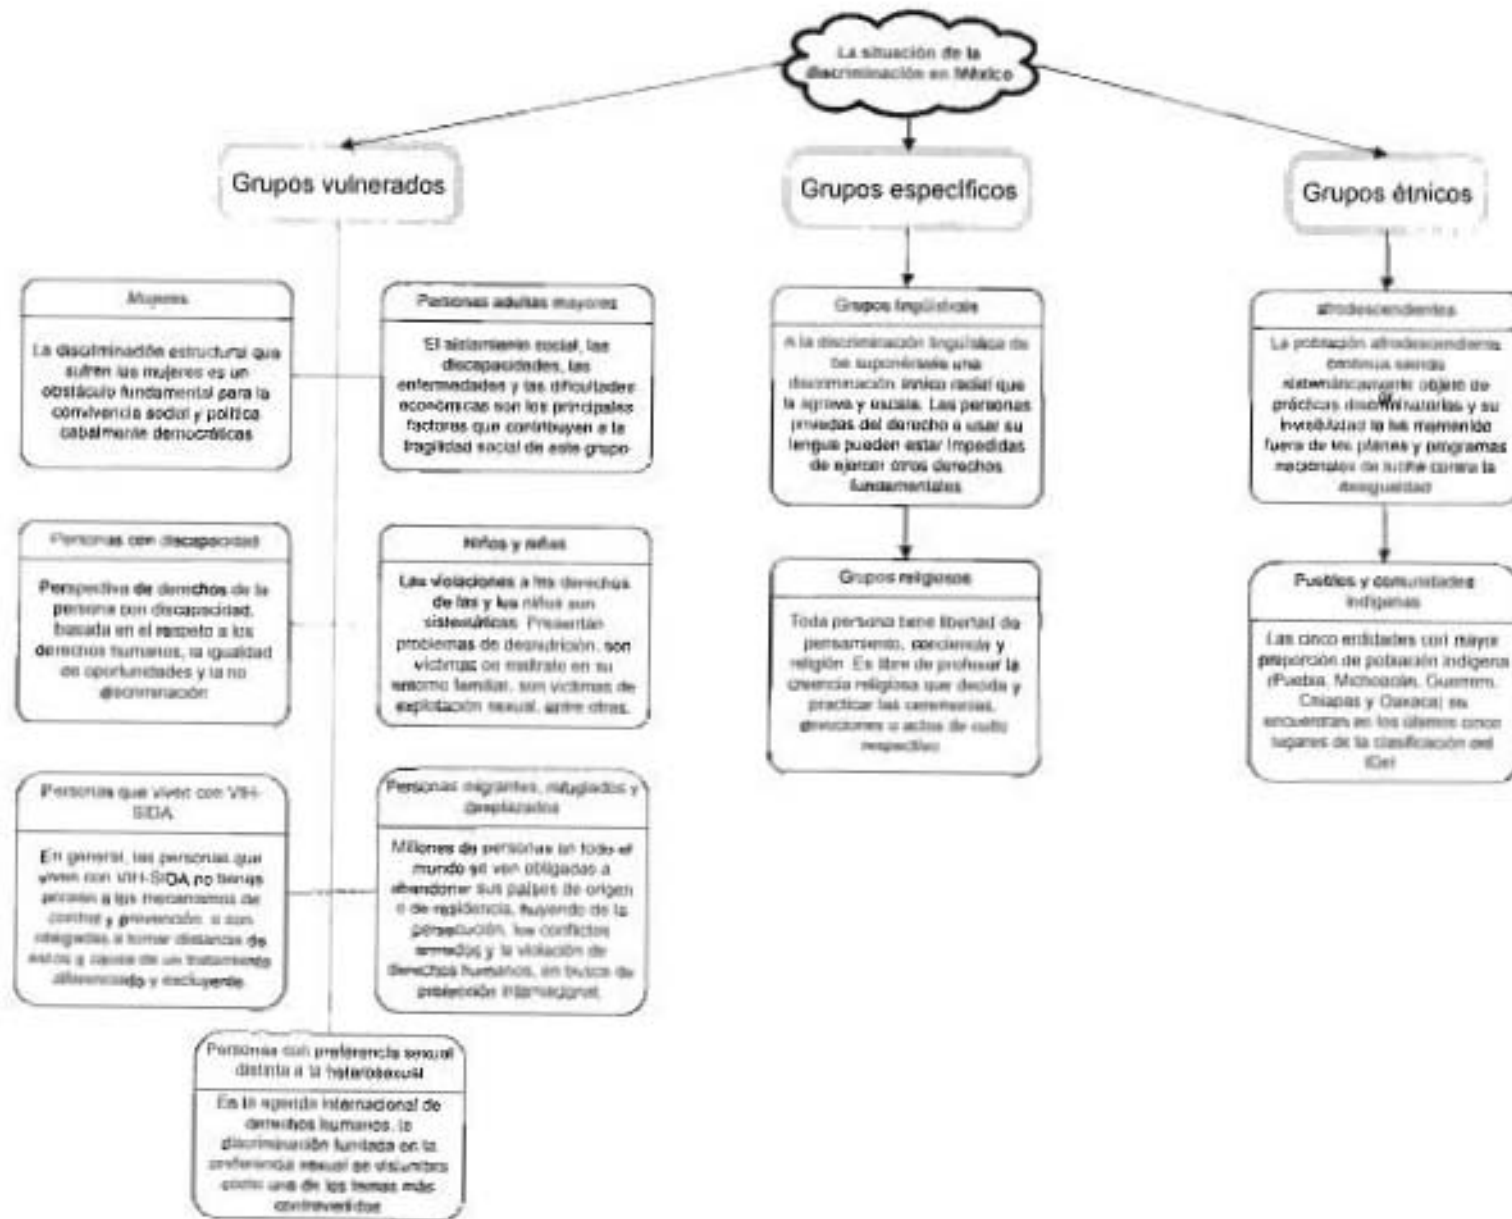 La situación de la
discriminación en México
Grupos vulnerados
Grupos específicos
Grupos étnicos
Mujeres
La discriminación estructural que
sufren las mujeres es un
obstáculo fundamental para la
convivencia social y política
cabalmente democráticas
Personas adultas mayores
El aislamiento social, las
discapacidades, las
enfermedades y las dificultades
económicas son los principales
factores que contribuyen a la
fragilidad social de este grupo
Personas con discapacidad
Perspectiva de derechos de la
persona con discapacidad,
basada en el respeto a los
derechos humanos, la igualdad
de oportunidades y la no
discriminación
Niños y niñas
Las violaciones a los derechos
de las y los niños son
sistemáticas. Presentan
problemas de desnutrición, son
víctimas de maltrato en su
entorno familiar, son víctimas de
explotación sexual, entre otras.
Personas que viven con VIH-
SIDA
En general, las personas que
viven con VIH-SIDA no tienen
acceso a los mecanismos de
control y prevención, o son
obligadas a tomar distancia de
estos a causa de un tratamiento
diferenciado y excluyente
Personas migrantes, refugiados y
desplazados
Millones de personas en todo el
mundo se ven obligadas a
abandonar sus países de origen
o de residencia, huyendo de la
persecución, los conflictos
armados y la violación de
derechos humanos, en busca de
protección internacional
Personas con preferencia sexual
distinta a la heterosexual
En la agenda internacional de
derechos humanos, la
discriminación fundada en la
preferencia sexual se vislumbra
como uno de los temas más
controvertidos
Grupos lingüísticos
A la discriminación lingüística de
be suponérsele una
discriminación étnico racial que
la agrava y escala. Las personas
privadas del derecho a usar su
lengua pueden estar impedidas
de ejercer otros derechos
fundamentales
Grupos religiosos
Toda persona tiene libertad de
pensamiento, conciencia y
religión. Es libre de profesar la
creencia religiosa que decida y
practicar las ceremonias,
devociones o actos de culto
respectivo
afrodescendientes
La población afrodescendiente
continúa siendo
sistemáticamente objeto de
prácticas discriminatorias y su
invisibilidad la ha mantenido
fuera de los planes y programas
nacionales de lucha contra la
desigualdad
Pueblos y comunidades
indígenas
Las cinco entidades con mayor
proporción de población indígena
(Puebla, Michoacán, Guerrero,
Chiapas y Oaxaca) se
encuentran en los últimos cinco
lugares de la clasificación del